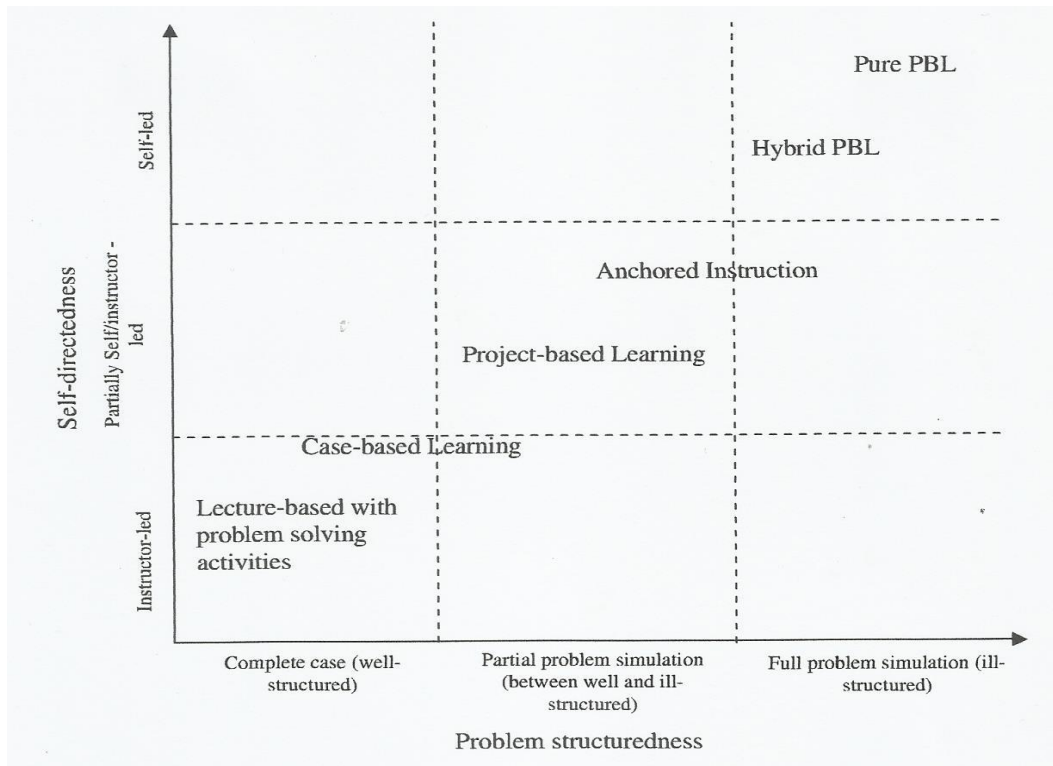 Pure PBL
Self-led
Hybrid PBL
Self-directedness
Partially Self/instructor -
led
Anchored Instruction
Project-based Learning
Case-based Learning
Instructor-led
Lecture-based with
problem solving
activities
Complete case (well-
structured)
Partial problem simulation
(between well and ill-
structured)
Full problem simulation (ill-
structured)
Problem structuredness